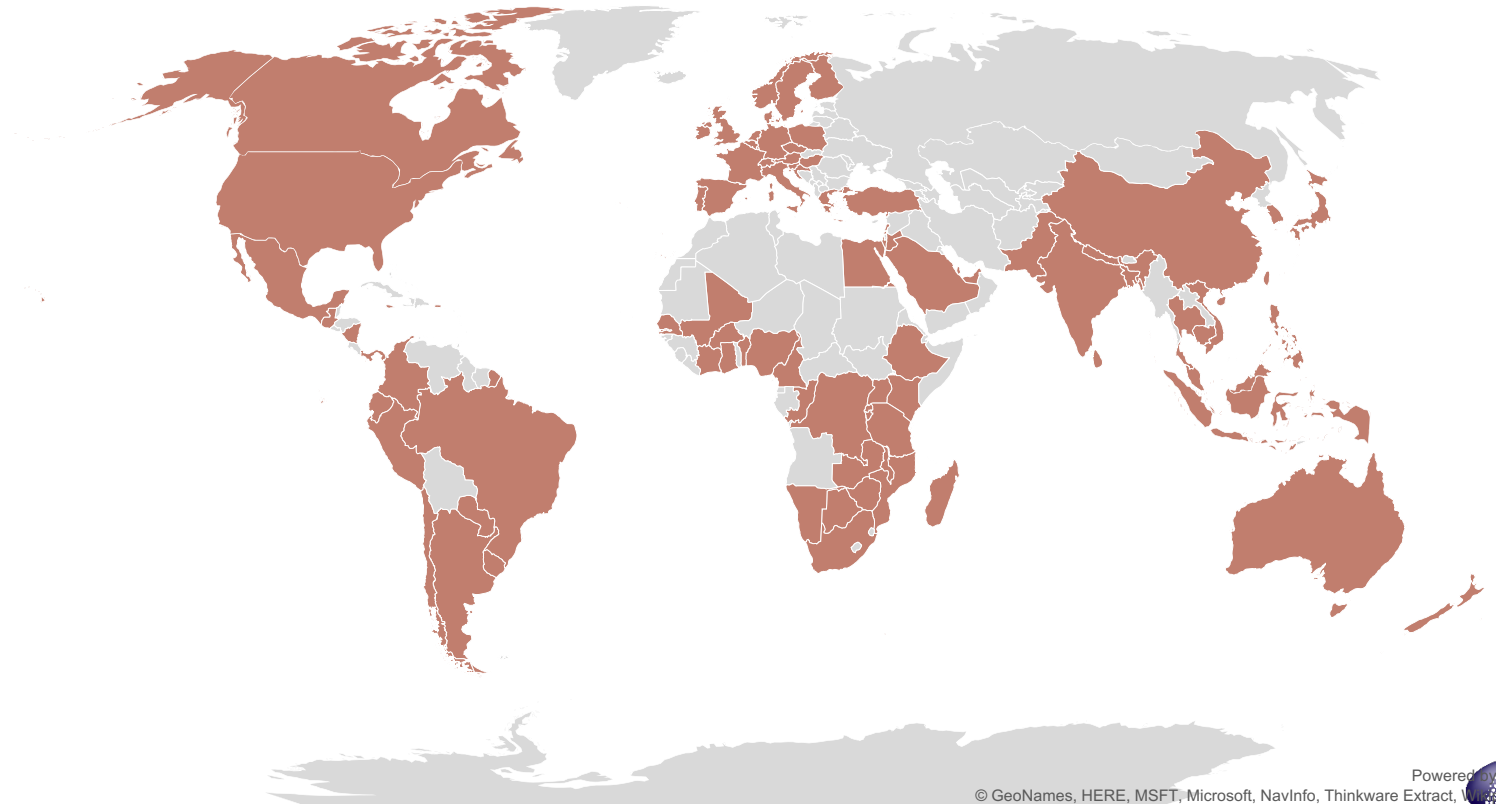 Powered by
© GeoNames, HERE, MSFT, Microsoft, NavInfo, Thinkware Extract,